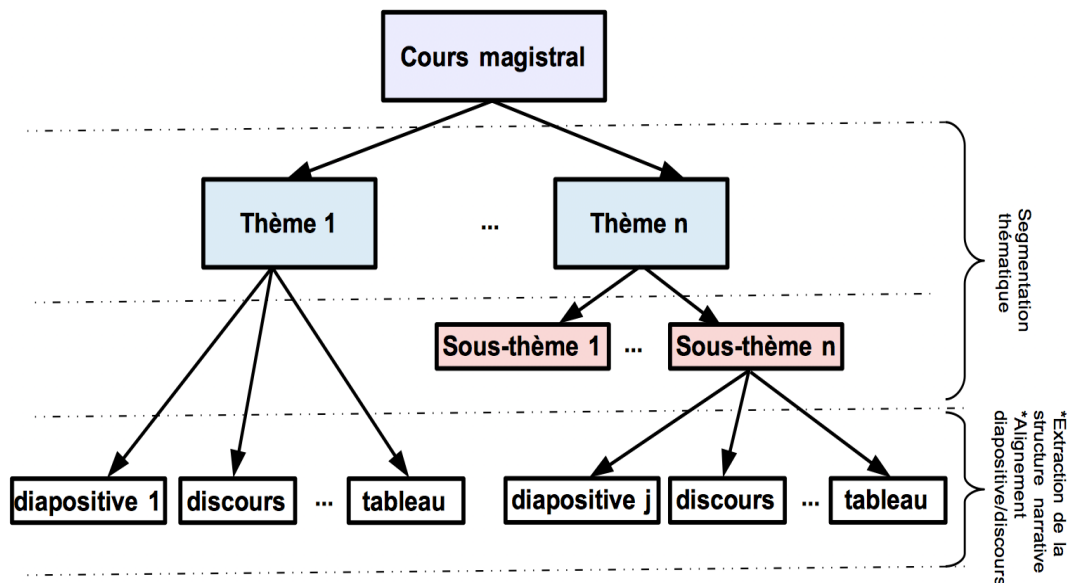 Cours magistral
Thème 1
...
Thème n
Sous-thème 1
...
Sous-thème n
diapositive 1
discours
...
tableau
diapositive j
discours
...
tableau
Segmentation
thématique
*Extraction de la
structure narrative
*Alignement
diapositive/discours